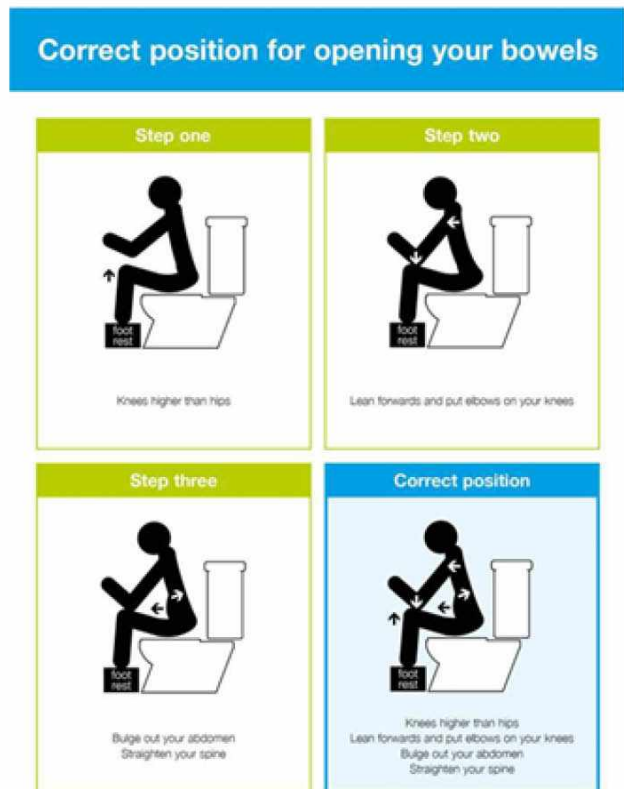 Correct position for opening your bowels
Step one
foot
rest
Knees higher than hips
Step two
foot
rest
Lean forwards and put elbows on your knees
Step three
foot
rest
Bulge out your abdomen
Straighten your spine
Correct position
foot
rest
Knees higher than hips
Lean forwards and put elbows on your knees
Bulge out your abdomen
Straighten your spine